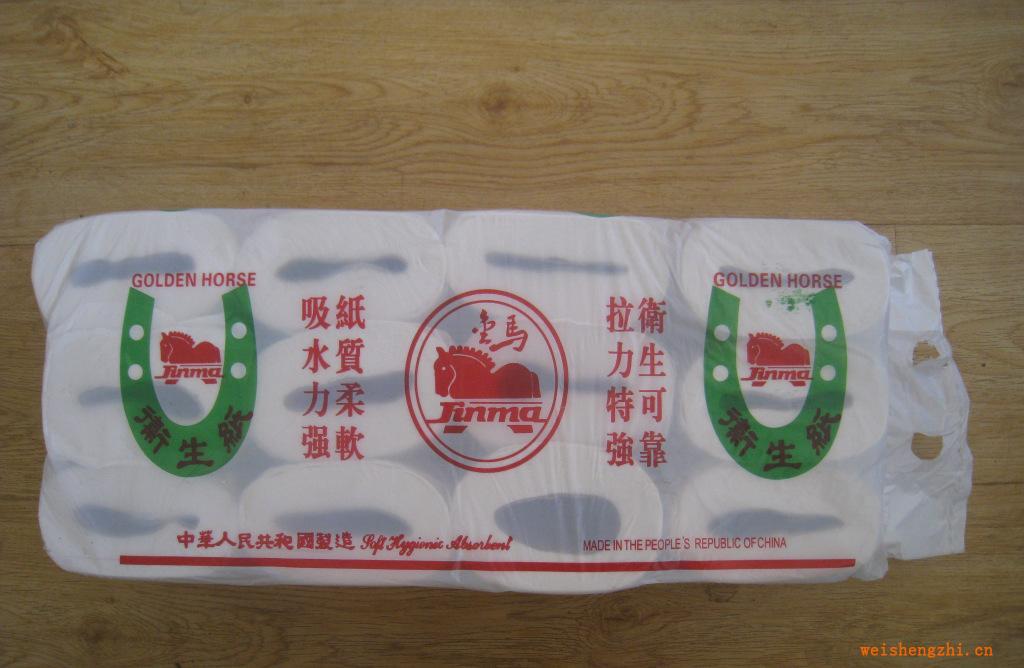 GOLDEN HORSE
Jinma
衛生紙
紙質柔軟
吸水力强
金馬
Jinma
衛生可靠
拉力特強
GOLDEN HORSE
Jinma
衛生紙
中華人民共和國製造 Soft Hygienic Absorbent
MADE IN THE PEOPLE'S REPUBLIC OF CHINA
weishengzhi.cn